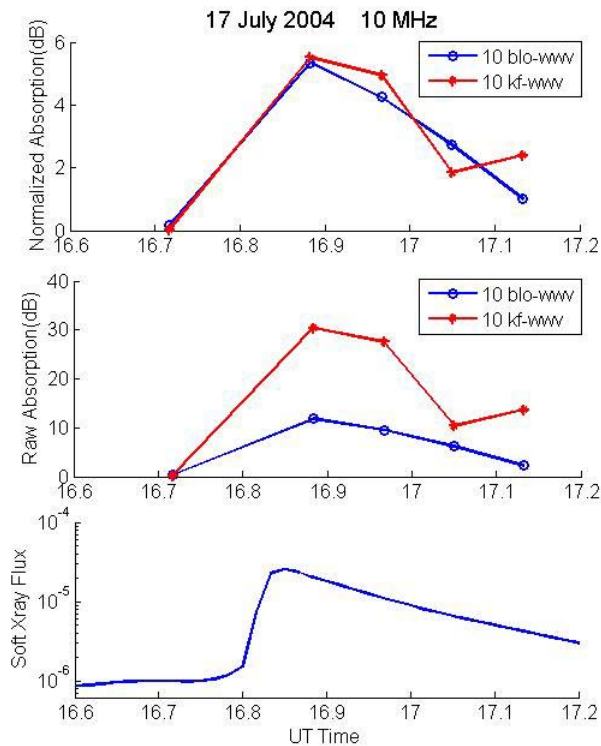 17 July 2004 10 MHz
Normalized Absorption(dB)
6
4
2
0
10 blo-wwv
10 kf-wwv
16.6 16.7 16.8 16.9 17 17.1 17.2
Raw Absorption(dB)
40
30
20
10
0
10 blo-wwv
10 kf-wwv
16.6 16.7 16.8 16.9 17 17.1 17.2
Soft Xray Flux
10^-4
10^-5
10^-6
16.6 16.7 16.8 16.9 17 17.1 17.2
UT Time